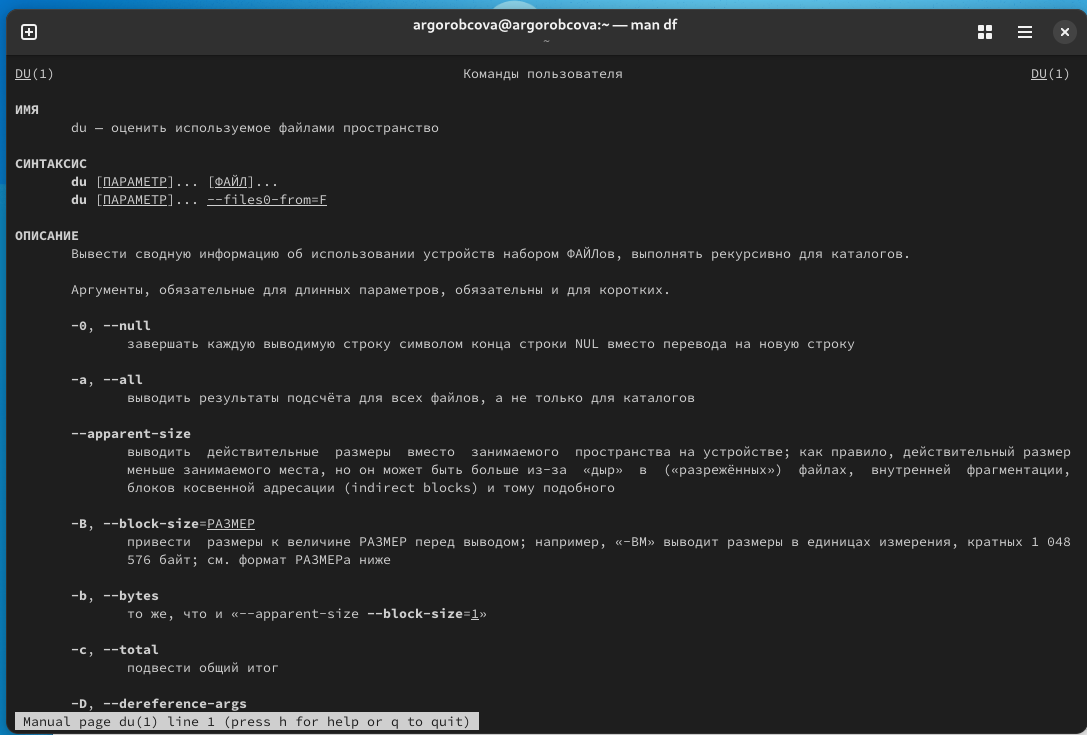 argorobcova@argorobcova:~ — man df
~
DU(1) Команды пользователя DU(1)
ИМЯ
du — оценить используемое файлами пространство
СИНТАКСИС
du [ПАРАМЕТР]... [ФАЙЛ]...
du [ПАРАМЕТР]... --files0-from=F
ОПИСАНИЕ
Вывести сводную информацию об использовании устройств набором ФАЙЛов, выполнять рекурсивно для каталогов.
Аргументы, обязательные для длинных параметров, обязательны и для коротких.
-0, --null
завершать каждую выводимую строку символом конца строки NUL вместо перевода на новую строку
-a, --all
выводить результаты подсчёта для всех файлов, а не только для каталогов
--apparent-size
выводить действительные размеры вместо занимаемого пространства на устройстве; как правило, действительный размер
меньше занимаемого места, но он может быть больше из-за «дыр» в («разрежённых») файлах, внутренней фрагментации,
блоков косвенной адресации (indirect blocks) и тому подобного
-B, --block-size=РАЗМЕР
привести размеры к величине РАЗМЕР перед выводом; например, «-BM» выводит размеры в единицах измерения, кратных 1 048
576 байт; см. формат РАЗМЕРа ниже
-b, --bytes
то же, что и «--apparent-size --block-size=1»
-c, --total
подвести общий итог
-D, --dereference-args
Manual page du(1) line 1 (press h for help or q to quit)